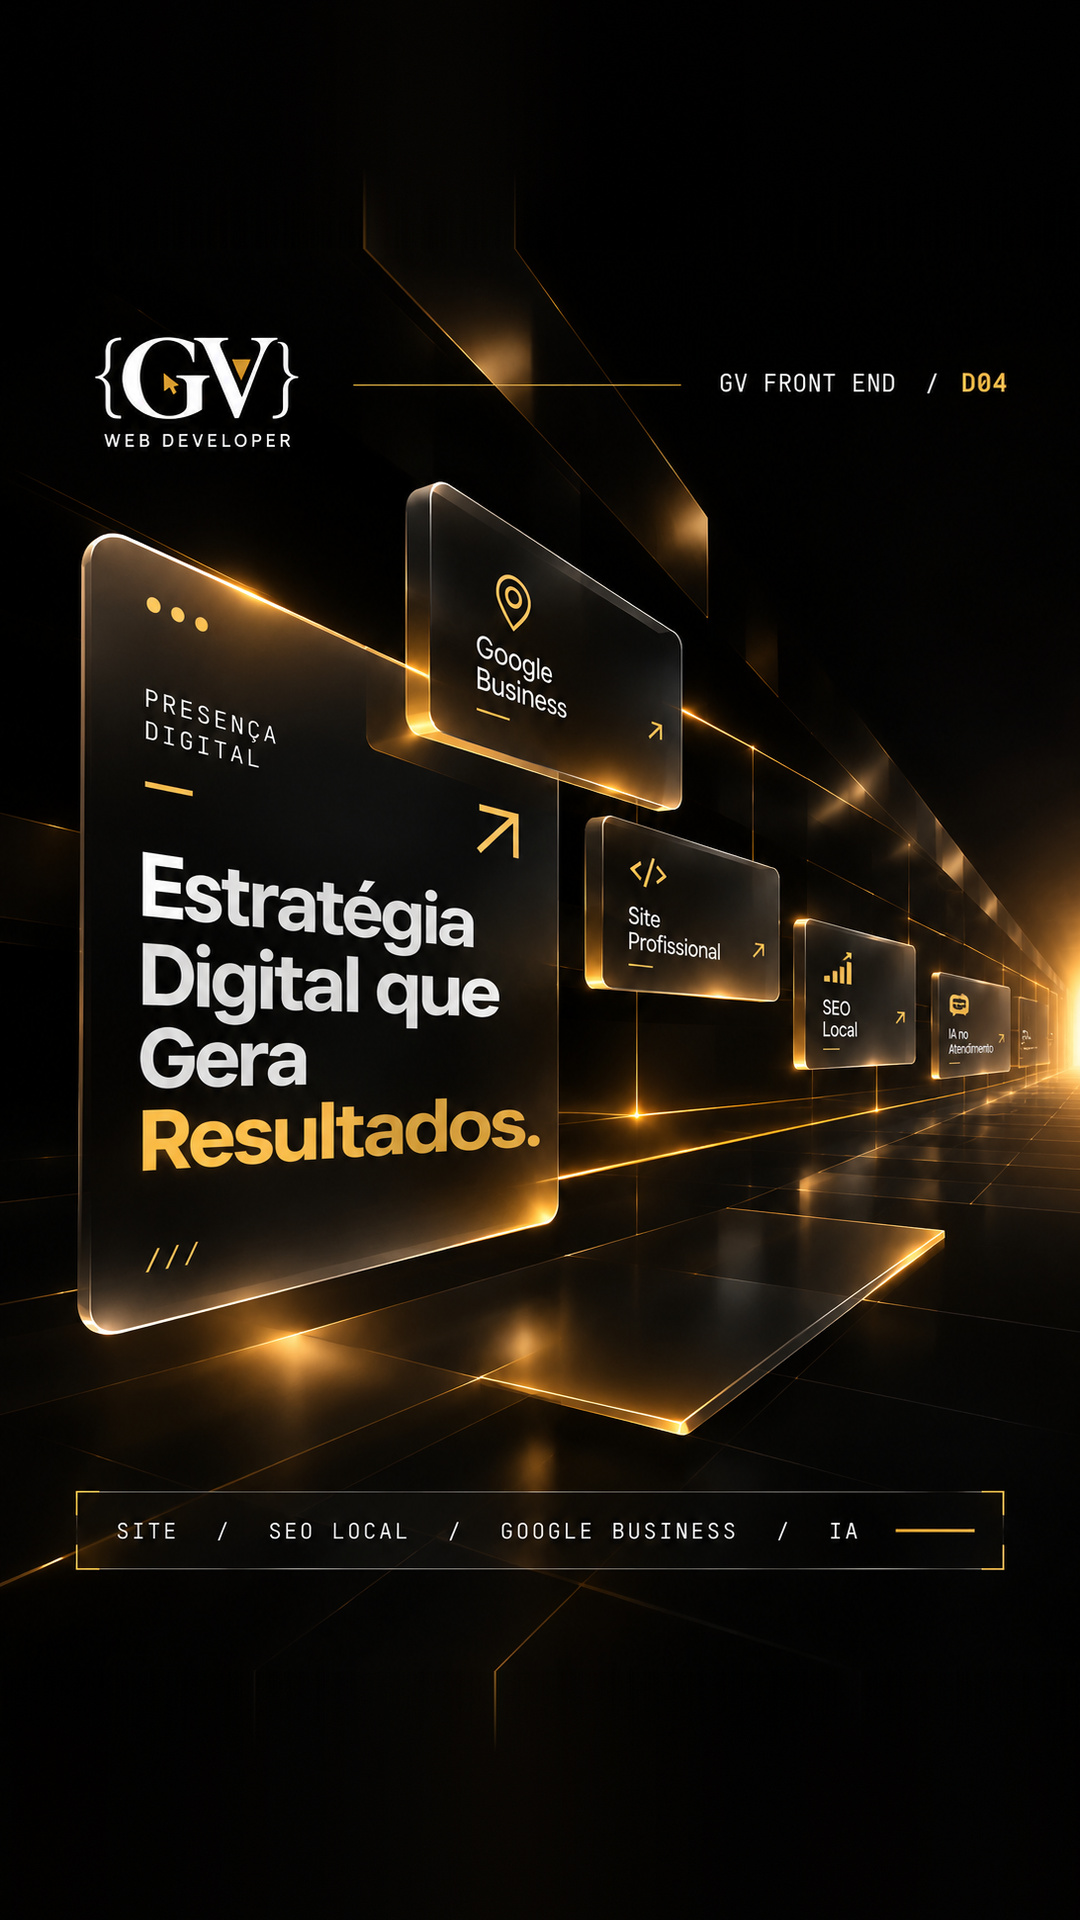 {GV}
WEB DEVELOPER
GV FRONT END / D04
Google
Business
PRESENÇA
DIGITAL
Estratégia
Digital que
Gera
Resultados.
///
</>
Site
Profissional
SEO
Local
IA no
Atendimento
SITE / SEO LOCAL / GOOGLE BUSINESS / IA